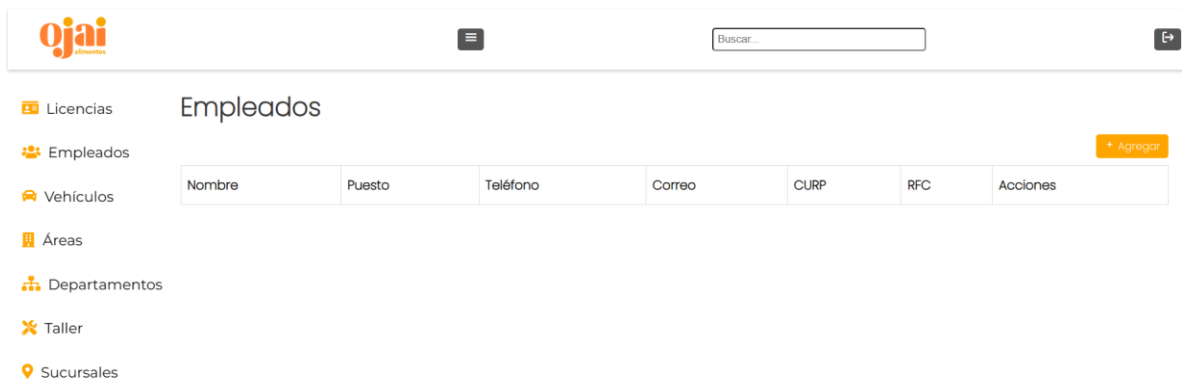 Ojai
alimentos
Buscar...
Licencias
Empleados
Vehículos
Áreas
Departamentos
Taller
Sucursales
Empleados
+ Agregar
Nombre Puesto Teléfono Correo CURP RFC Acciones